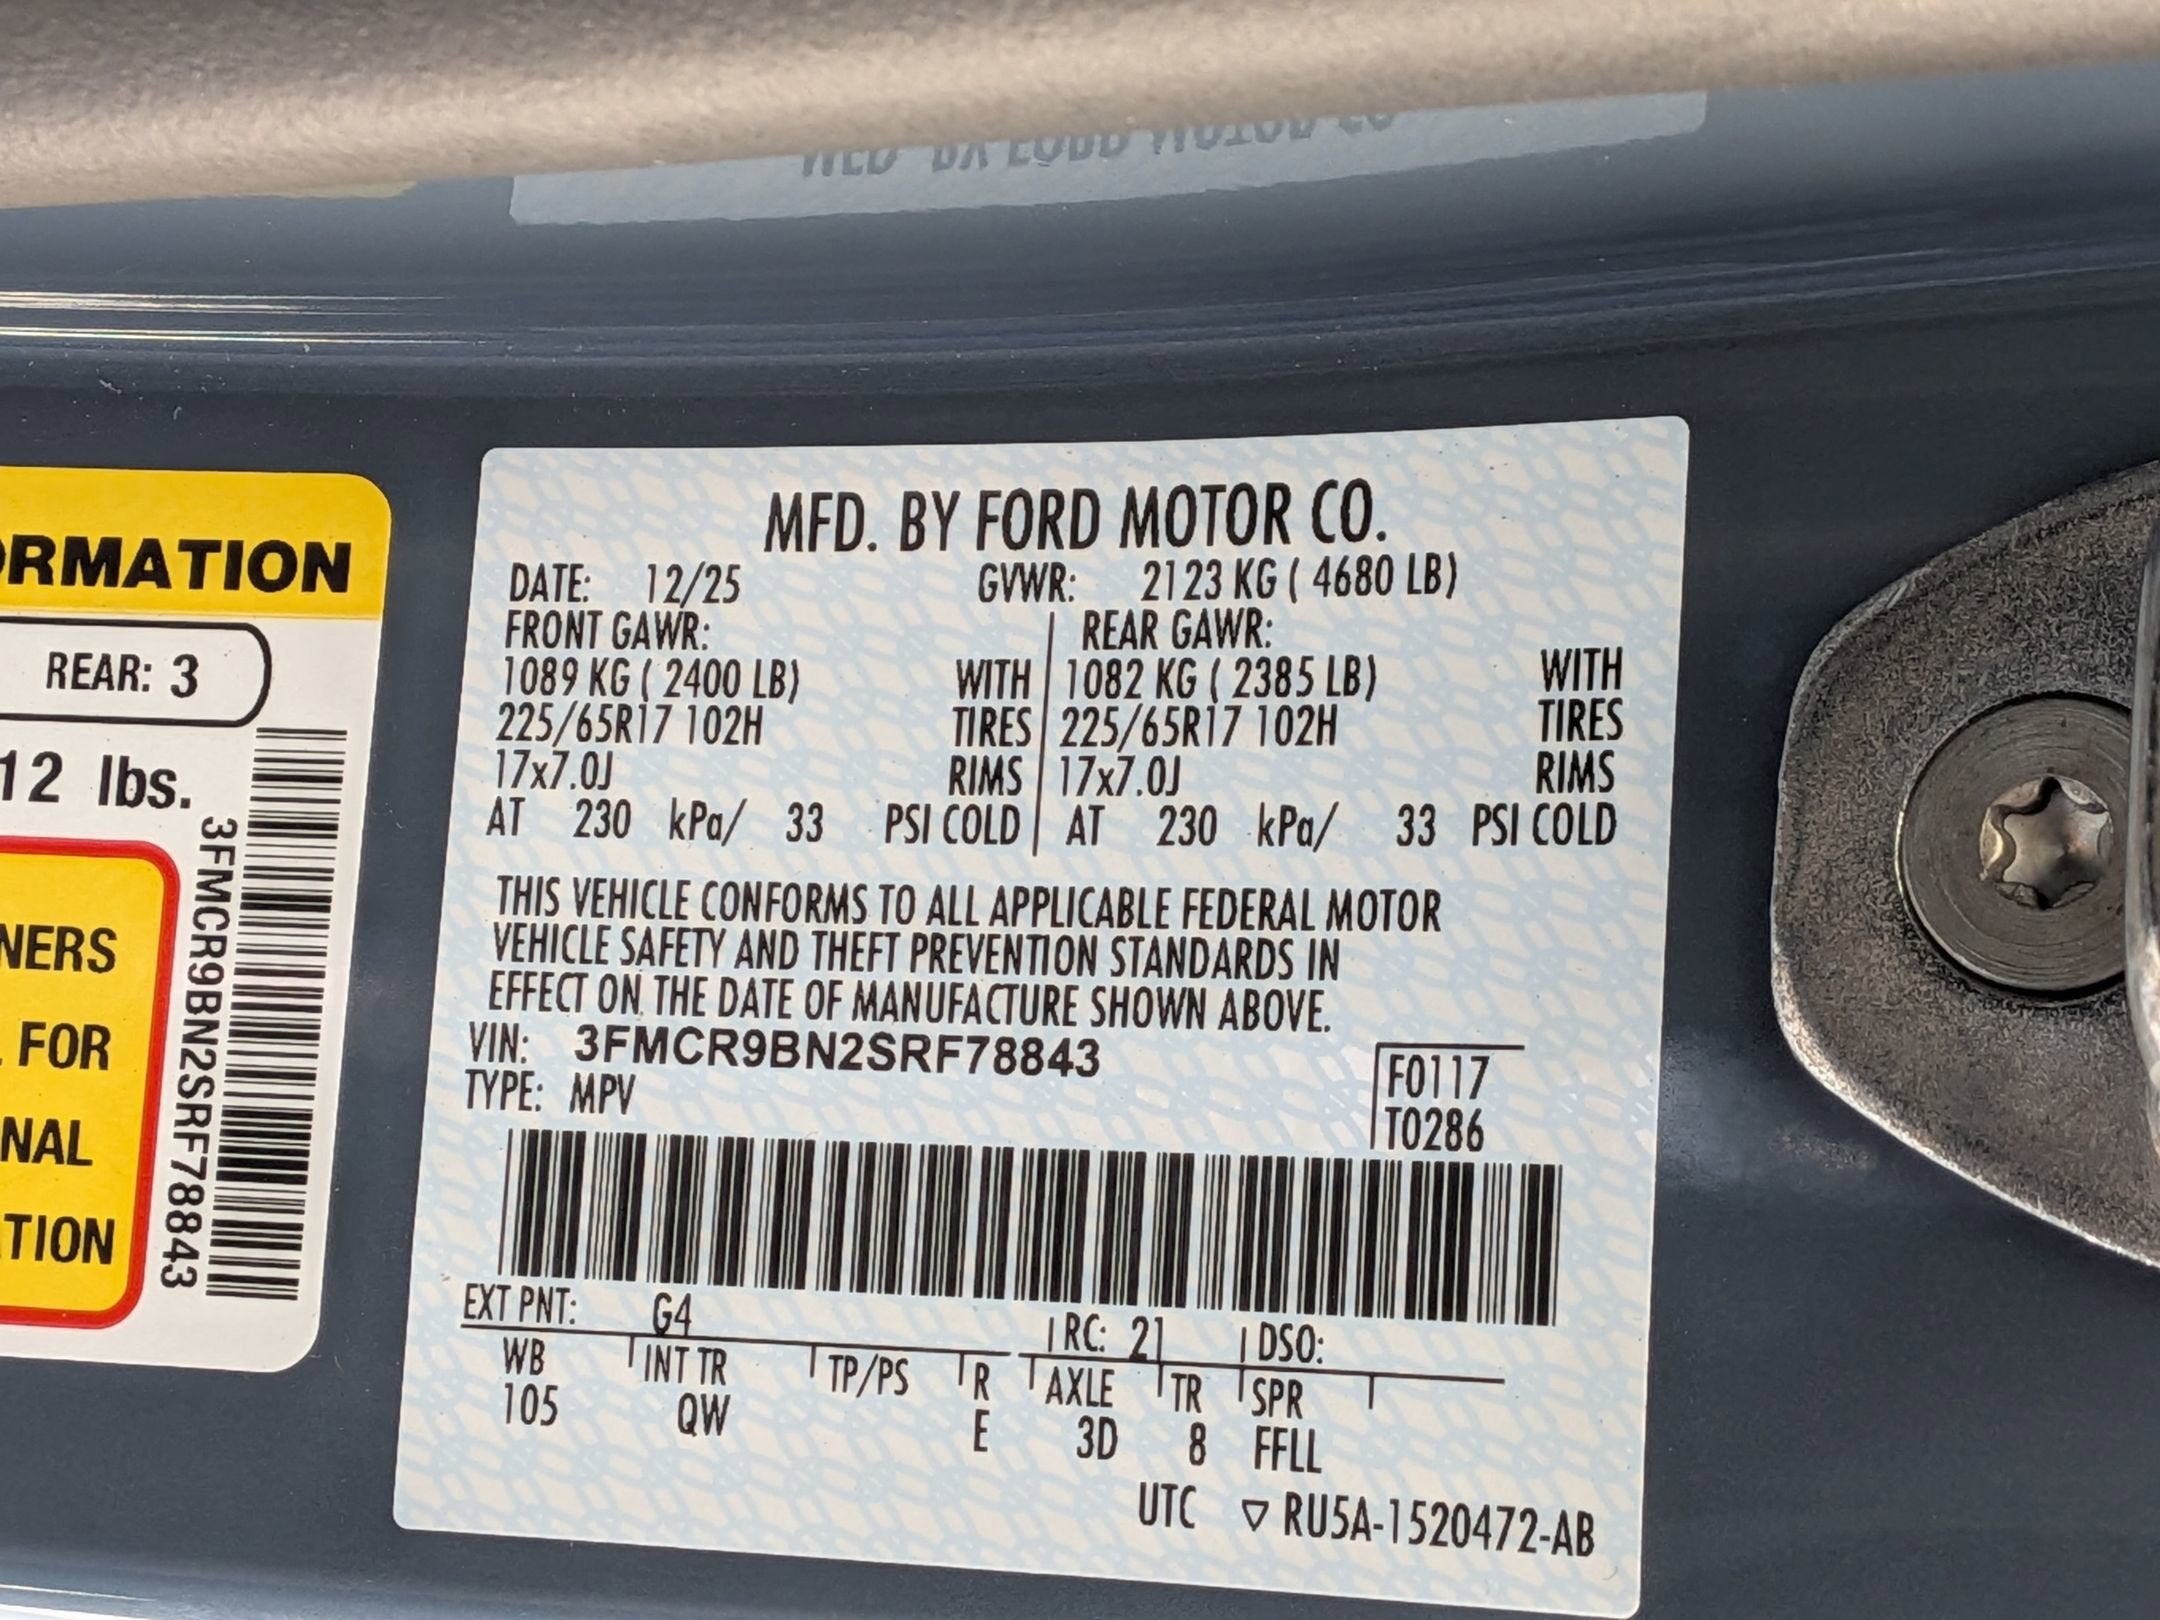 ORMATION
REAR: 3
12 lbs.
3FMCR9BN2SRF78843
NERS
FOR
NAL
TION
MFD. BY FORD MOTOR CO.
DATE: 12/25 GVWR: 2123 KG ( 4680 LB)
FRONT GAWR: REAR GAWR:
1089 KG ( 2400 LB) WITH 1082 KG ( 2385 LB) WITH
225/65R17 102H TIRES 225/65R17 102H TIRES
17x7.0J RIMS 17x7.0J RIMS
AT 230 kPa/ 33 PSI COLD AT 230 kPa/ 33 PSI COLD
THIS VEHICLE CONFORMS TO ALL APPLICABLE FEDERAL MOTOR
VEHICLE SAFETY AND THEFT PREVENTION STANDARDS IN
EFFECT ON THE DATE OF MANUFACTURE SHOWN ABOVE.
VIN: 3FMCR9BN2SRF78843 F0117
TYPE: MPV T0286
EXT PNT: G4 RC: 21 DSO:
WB INT TR TP/PS R AXLE TR SPR
105 QW E 3D 8 FFLL
UTC ▽ RU5A-1520472-AB